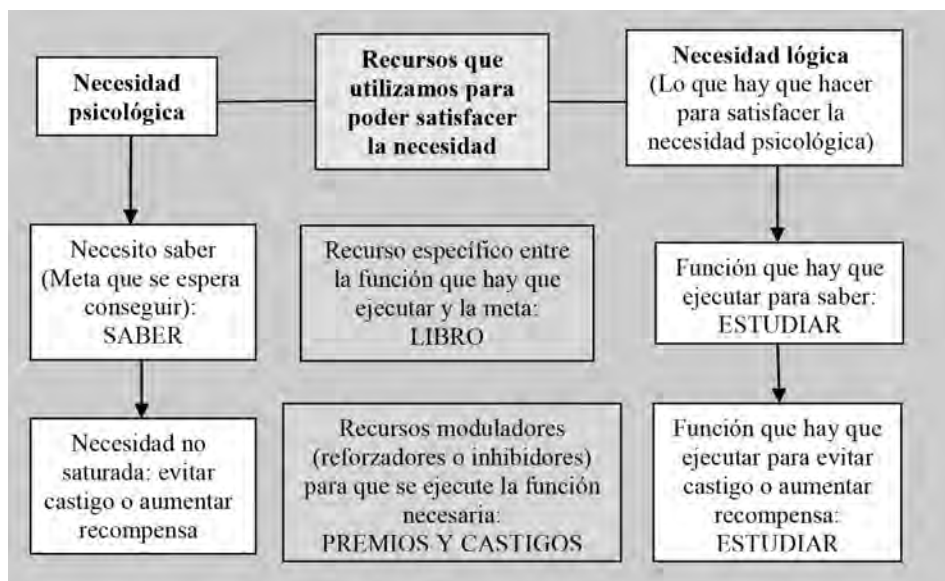 Necesidad
psicológica
Recursos que
utilizamos para
poder satisfacer
la necesidad
Necesidad lógica
(Lo que hay que hacer
para satisfacer la
necesidad psicológica)
Necesito saber
(Meta que se espera
conseguir):
SABER
Recurso específico entre
la función que hay que
ejecutar y la meta:
LIBRO
Función que hay que
ejecutar para saber:
ESTUDIAR
Necesidad no
saturada: evitar
castigo o aumentar
recompensa
Recursos moduladores
(reforzadores o inhibidores)
para que se ejecute la función
necesaria:
PREMIOS Y CASTIGOS
Función que hay que
ejecutar para evitar
castigo o aumentar
recompensa:
ESTUDIAR